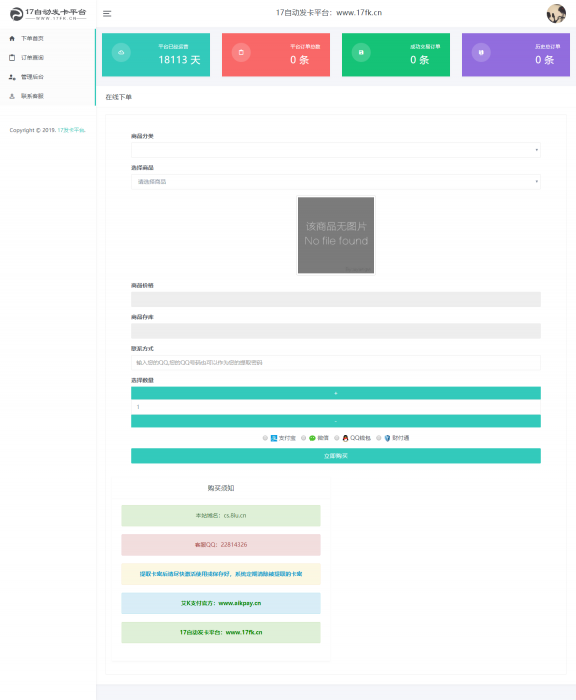 17自动发卡平台
WWW.17FK.CN
17自动发卡平台：www.17fk.cn
下单首页
订单查询
管理后台
联系客服
Copyright © 2019. 17发卡平台.
平台已稳运营
18113 天
平台订单总数
0 条
成功交易订单
0 条
历史总订单
0 条
在线下单
商品分类
选择商品
请选择商品
该商品无图片
No file found
商品价格
商品存库
联系方式
输入您的QQ,您的QQ号码也可以作为您的提取密码
选择数量
+
1
-
支付宝 微信 QQ钱包 财付通
立即购买
购买须知
本站域名：cs.6lu.cn
客服QQ：22814326
提取卡密后请尽快激活使用或保存好，系统定期清除被提取的卡密
艾K支付官方：www.aikpay.cn
17自动发卡平台：www.17fk.cn